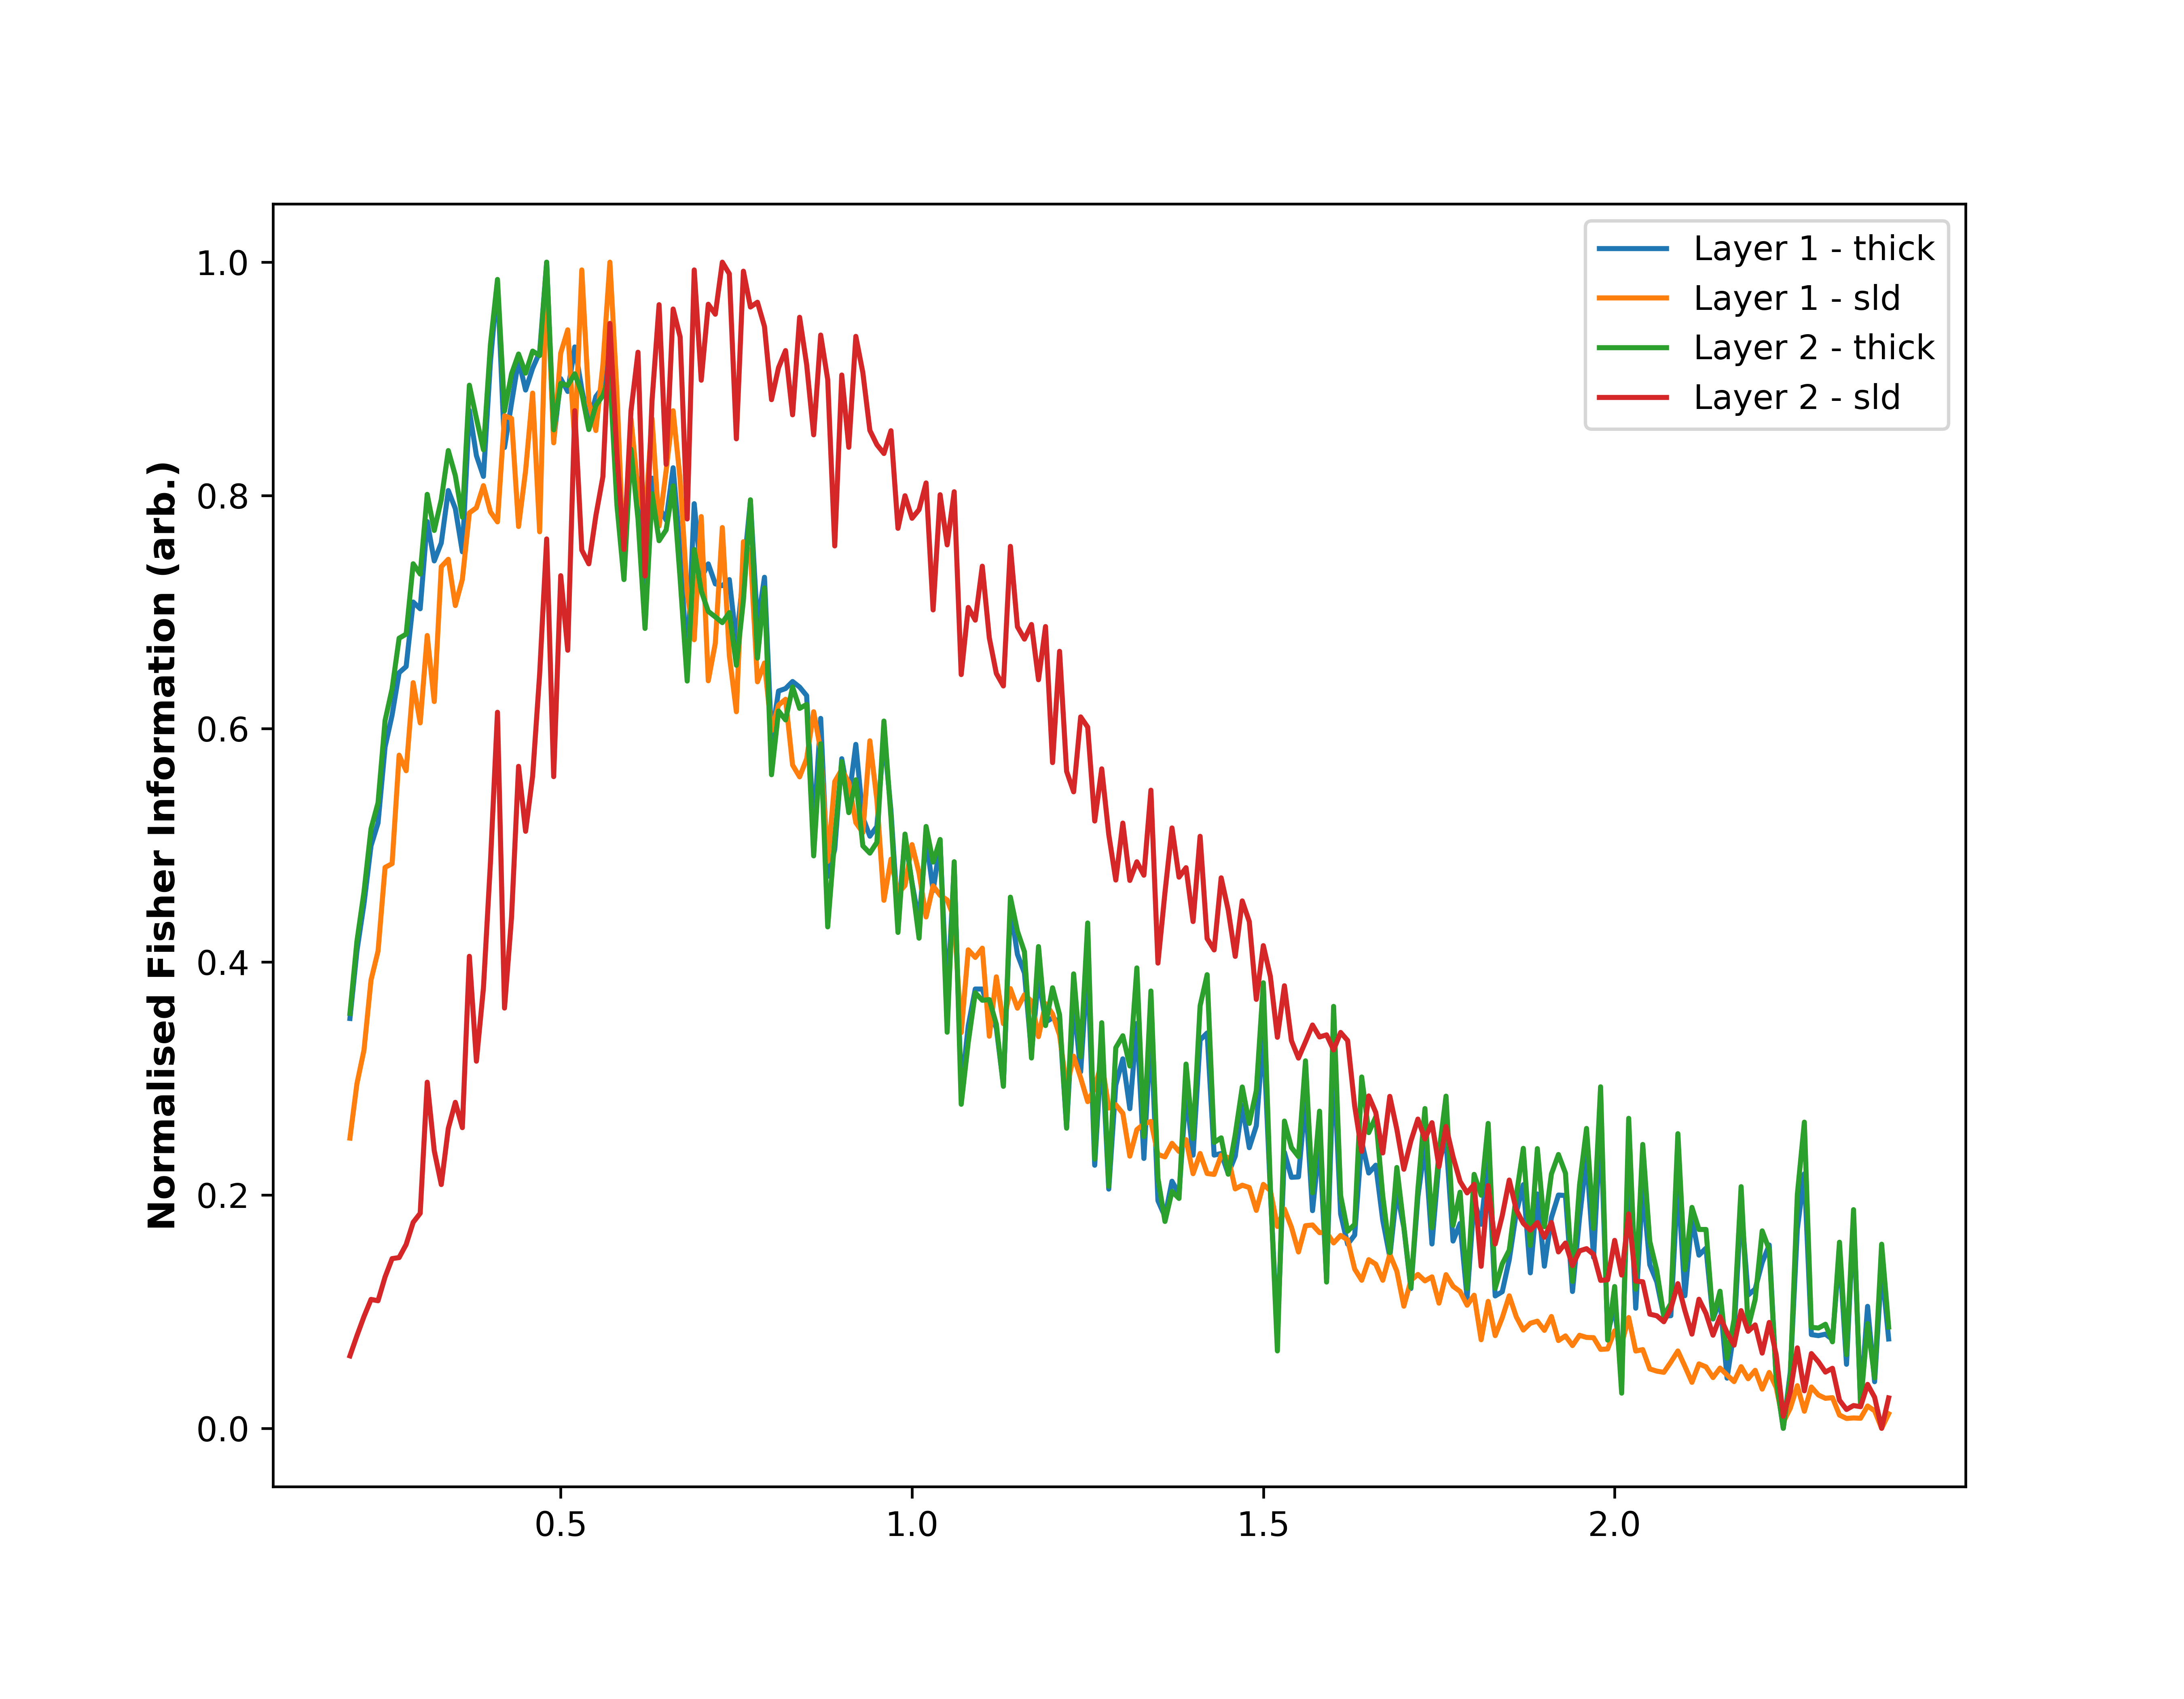 Normalised Fisher Information (arb.)
1.0
0.8
0.6
0.4
0.2
0.0
0.5
1.0
1.5
2.0
Layer 1 - thick
Layer 1 - sld
Layer 2 - thick
Layer 2 - sld